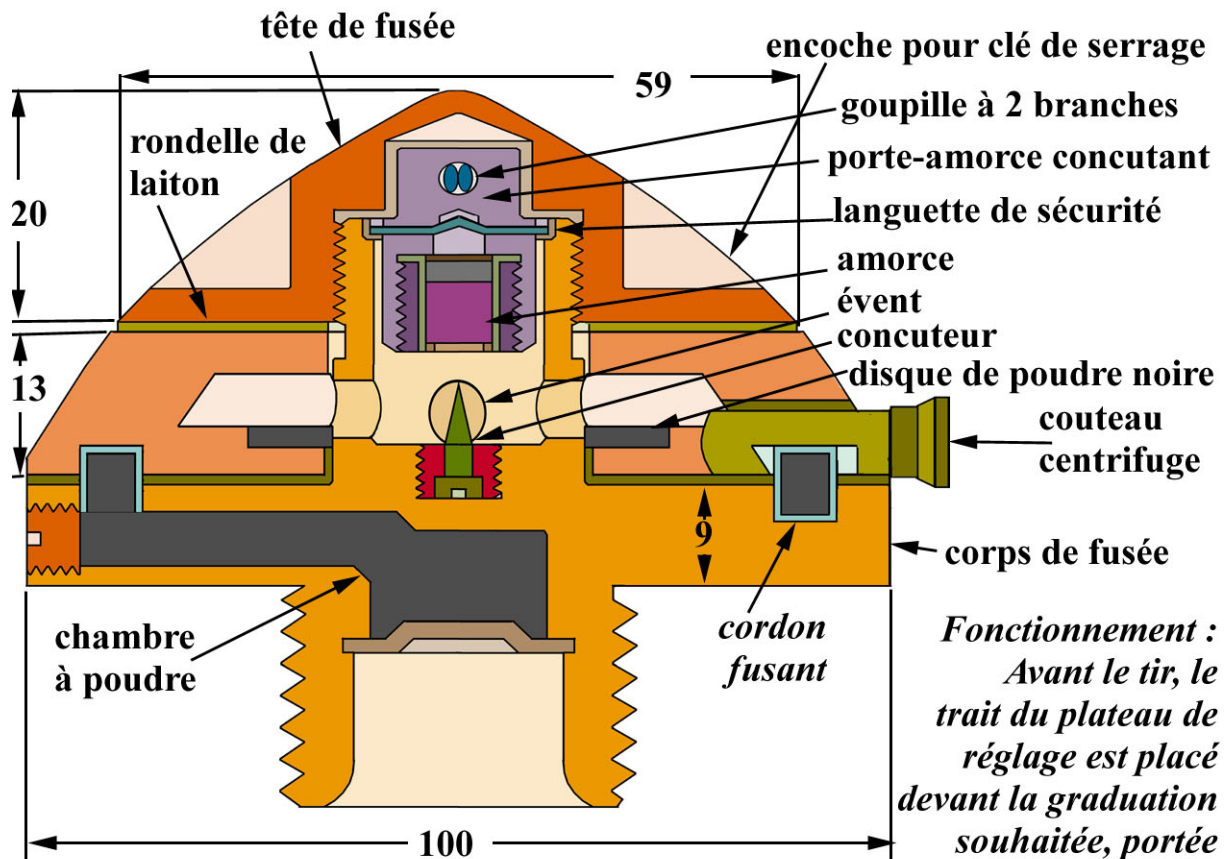 tête de fusée
encoche pour clé de serrage
59
goupille à 2 branches
rondelle de
laiton
porte-amorce concutant
20
languette de sécurité
amorce
évent
concuteur
13
disque de poudre noire
couteau
centrifuge
9
corps de fusée
chambre
à poudre
cordon
fusant
Fonctionnement :
Avant le tir, le
trait du plateau de
réglage est placé
devant la graduation
souhaitée, portée
100